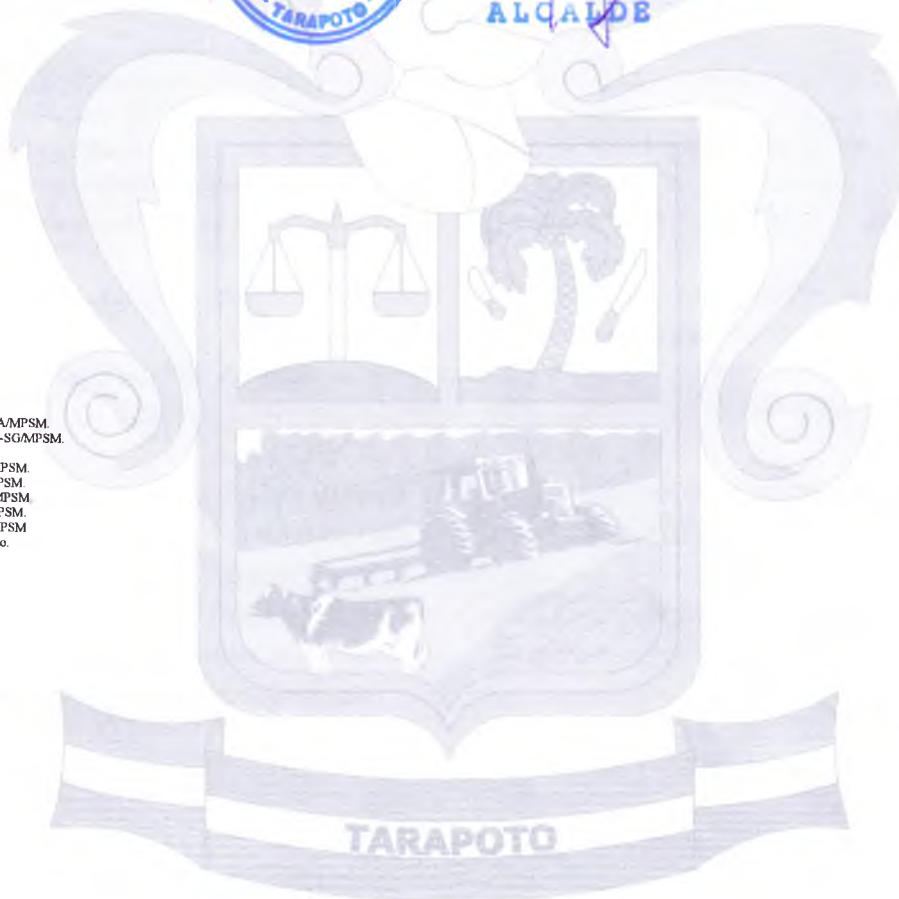 TARAPOTO
ALCALDE
A/MPSM.
-SG/MPSM.
PSM.
PSM.
MPSM.
PSM.
PSM
o.
TARAPOTO